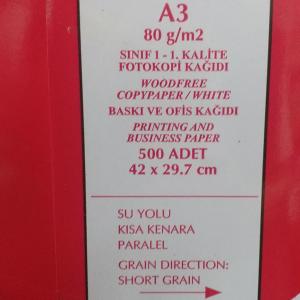 A3
80 g/m2
SINIF 1 - 1. KALİTE
FOTOKOPİ KAĞIDI
WOODFREE
COPYPAPER / WHITE
BASKI VE OFİS KAĞIDI
PRINTING AND
BUSINESS PAPER
500 ADET
42 x 29.7 cm
SU YOLU
KISA KENARA
PARALEL
GRAIN DIRECTION:
SHORT GRAIN